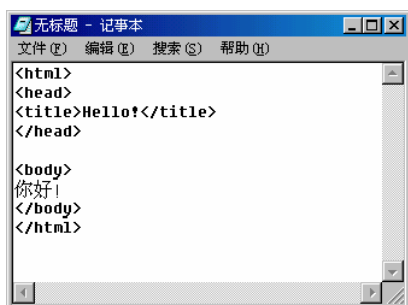 无标题 - 记事本
文件(F) 编辑(E) 搜索(S) 帮助(H)
<html>
<head>
<title>Hello!</title>
</head>
<body>
你好!
</body>
</html>